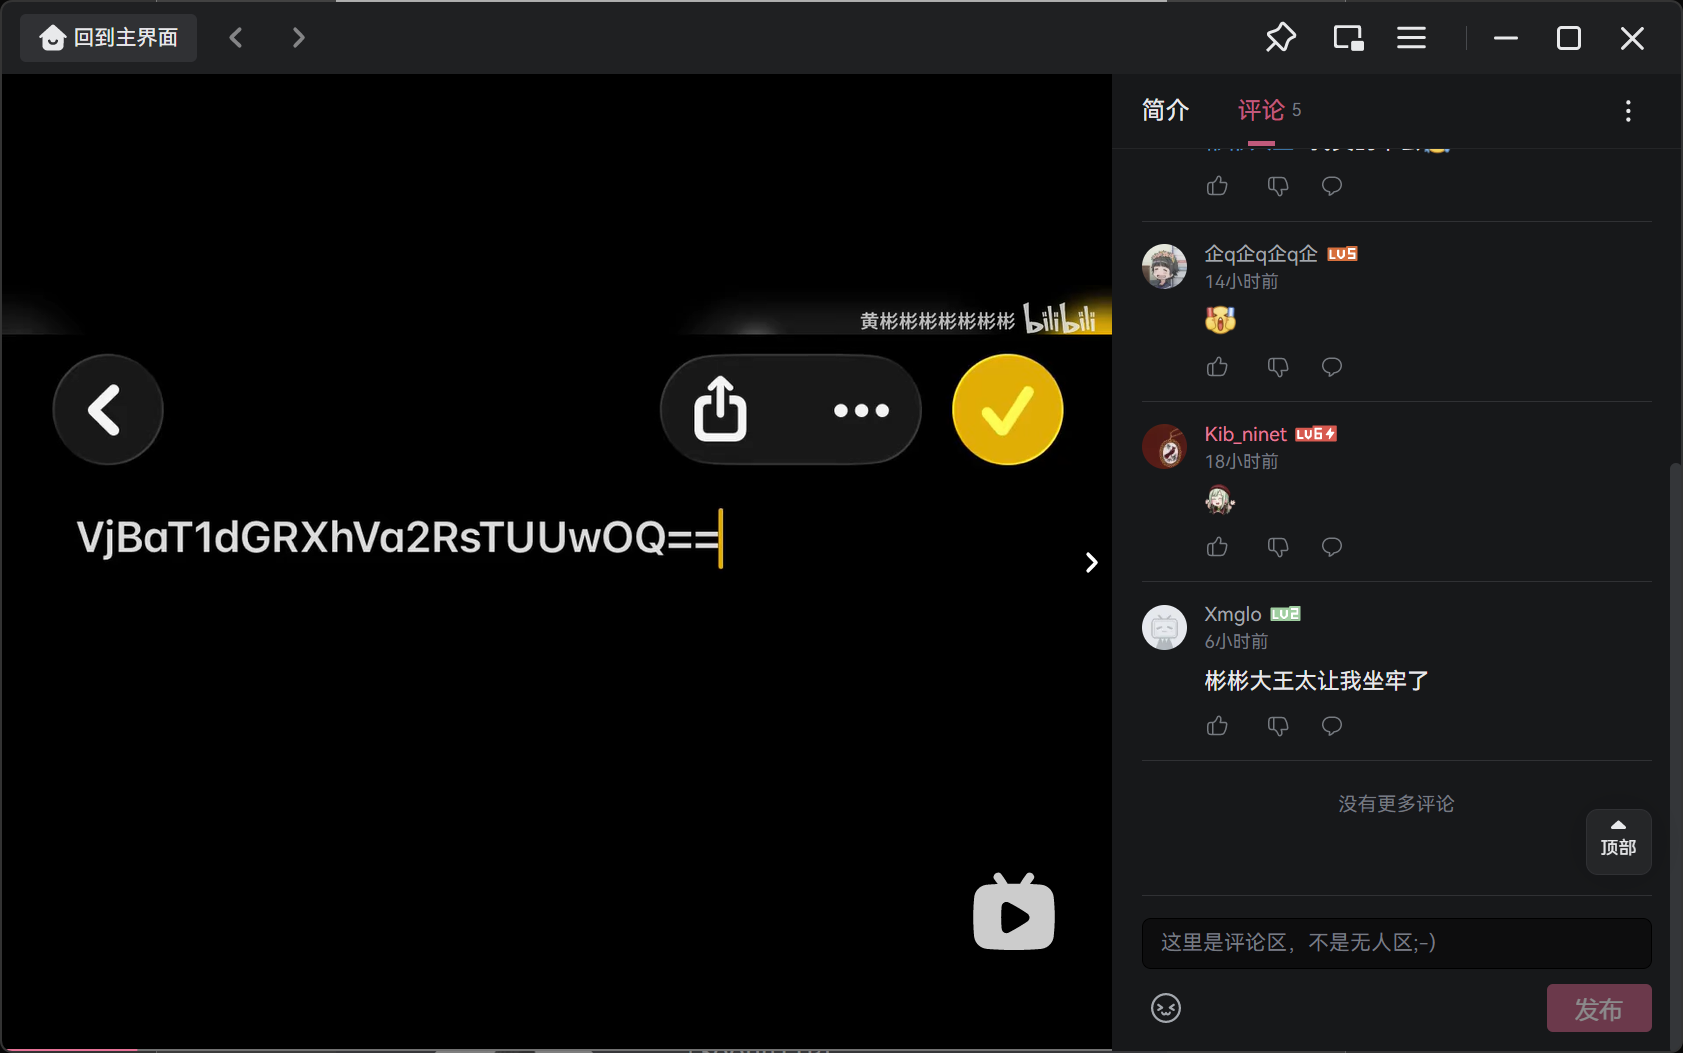 回到主界面
简介
评论 5
黄彬彬彬彬彬彬彬 bilibili
VjBaT1dGRXhVa2RsTUUwOQ==
企q企q企q企 LV5
14小时前
Kib_ninet LV6
18小时前
Xmglo LV2
6小时前
彬彬大王太让我坐牢了
没有更多评论
顶部
这里是评论区，不是无人区;-)
发布